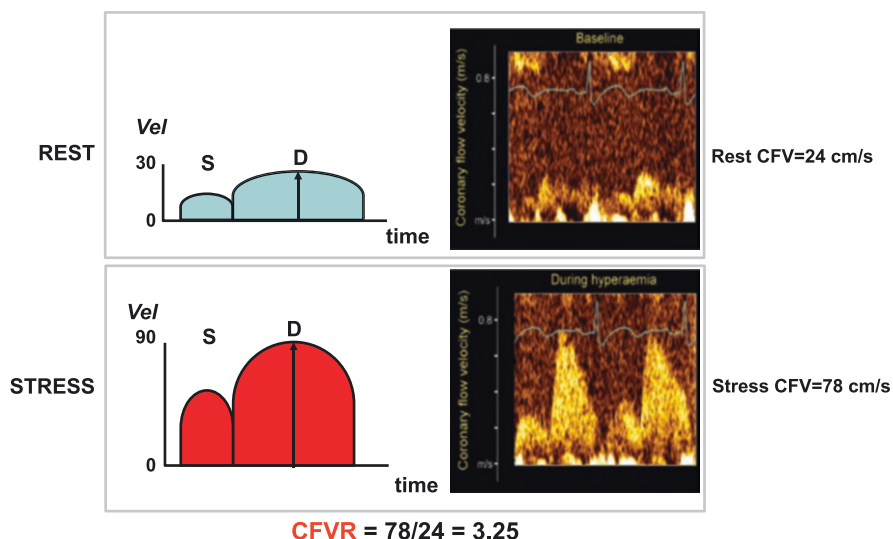 REST
Vel
30
S
D
0
time
Baseline
Coronary flow velocity (m/s)
0.8
m/s
Rest CFV=24 cm/s
STRESS
Vel
90
S
D
0
time
During hyperaemia
Coronary flow velocity (m/s)
0.8
m/s
Stress CFV=78 cm/s
CFVR = 78/24 = 3.25